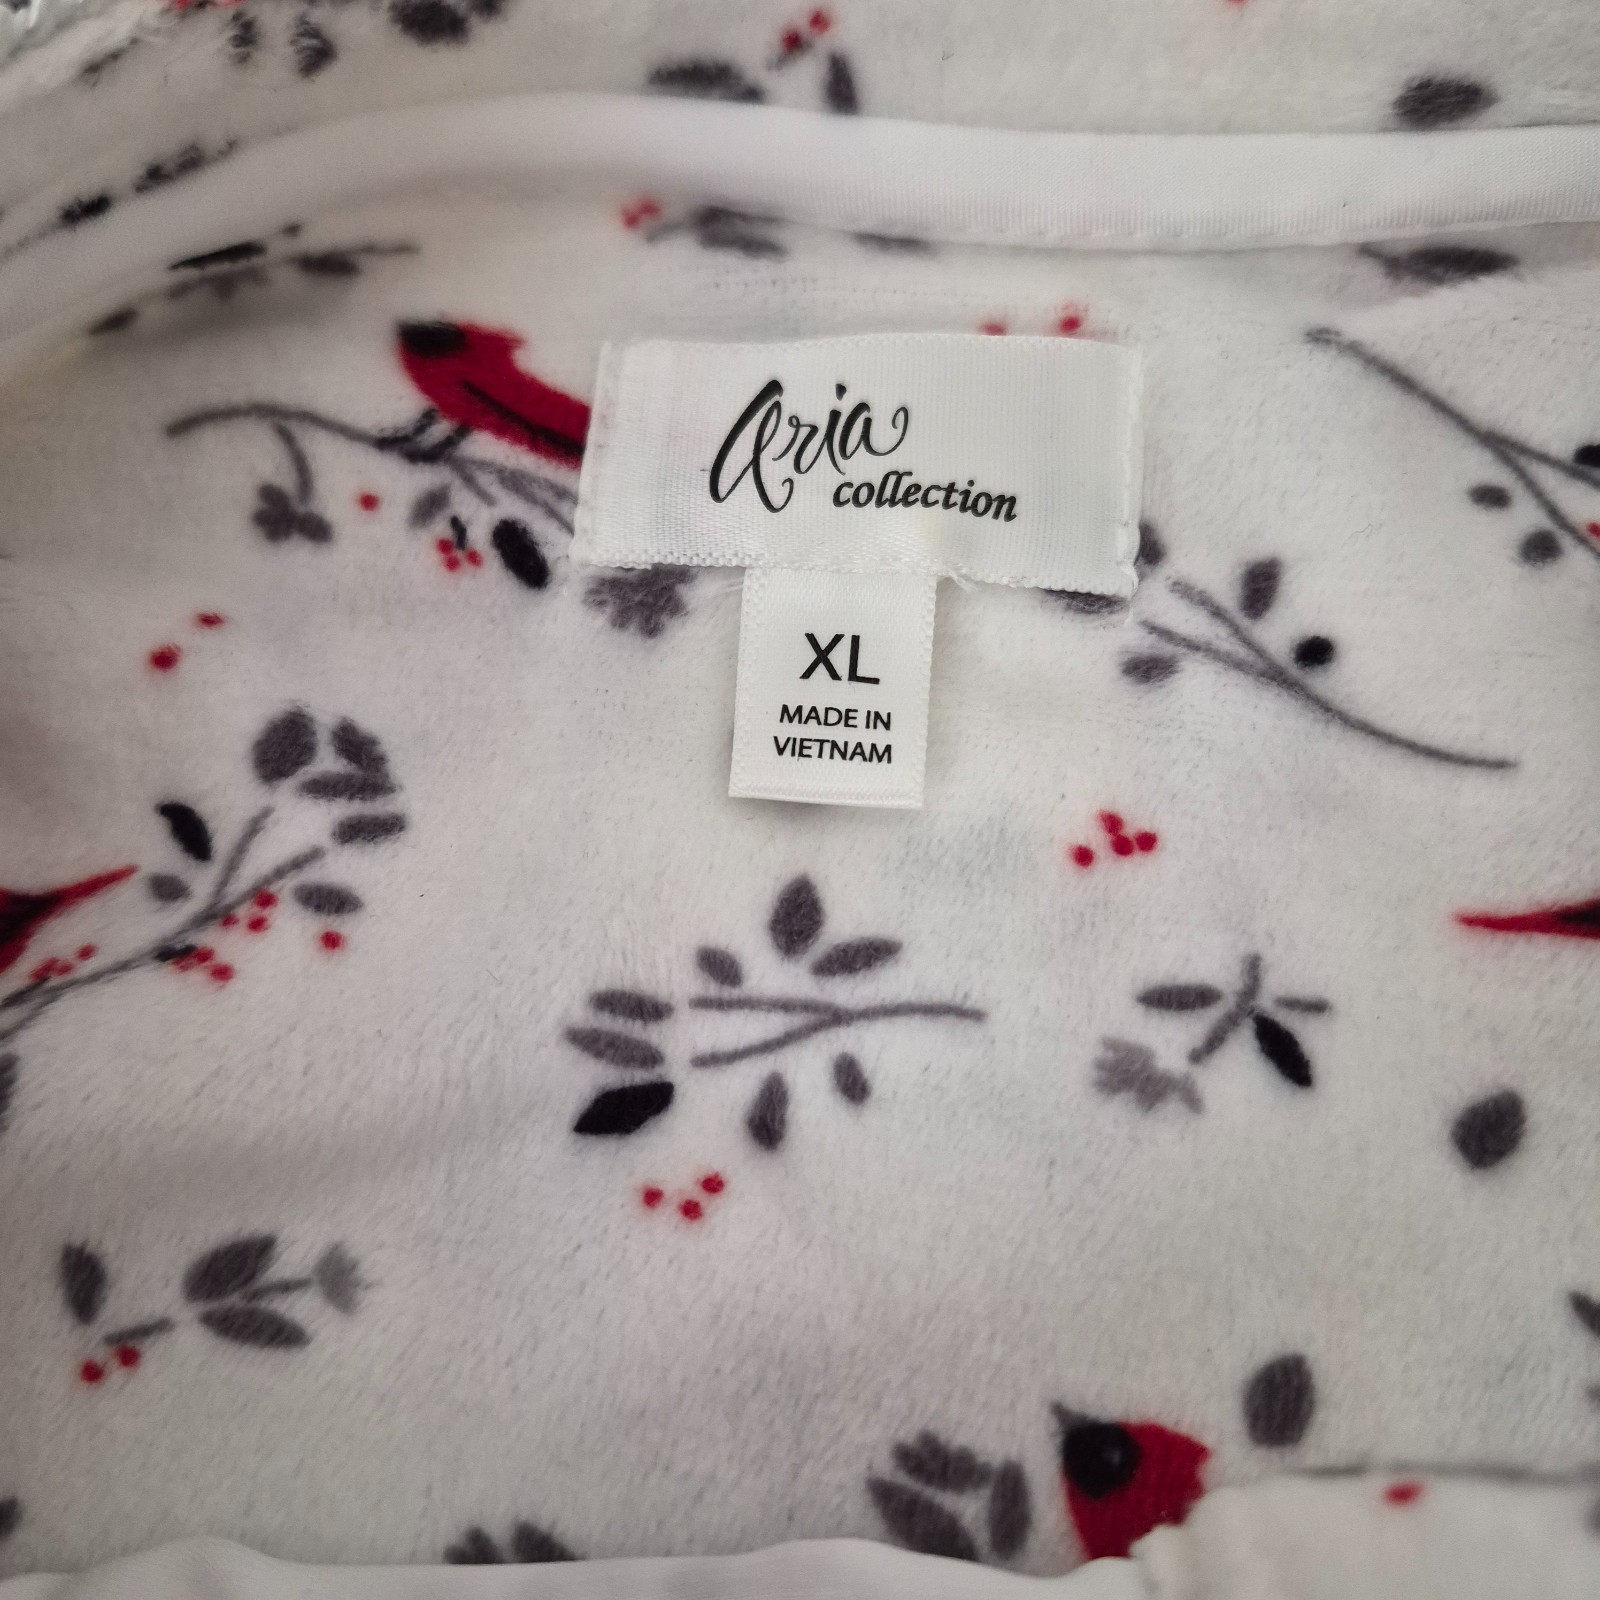 Aria
collection
XL
MADE IN
VIETNAM